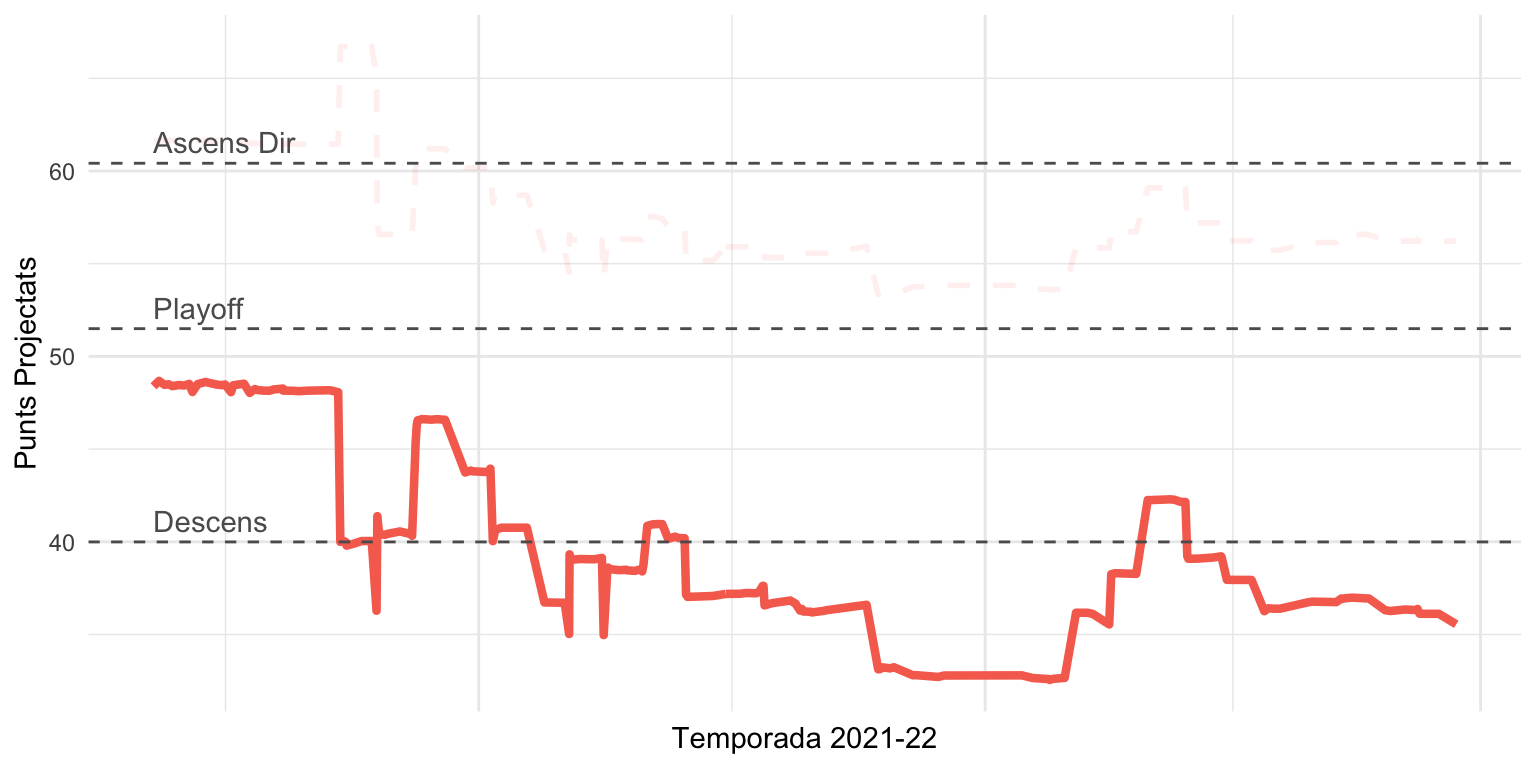 Ascens Dir
60
Playoff
50
Descens
40
Punts Projectats
Temporada 2021-22